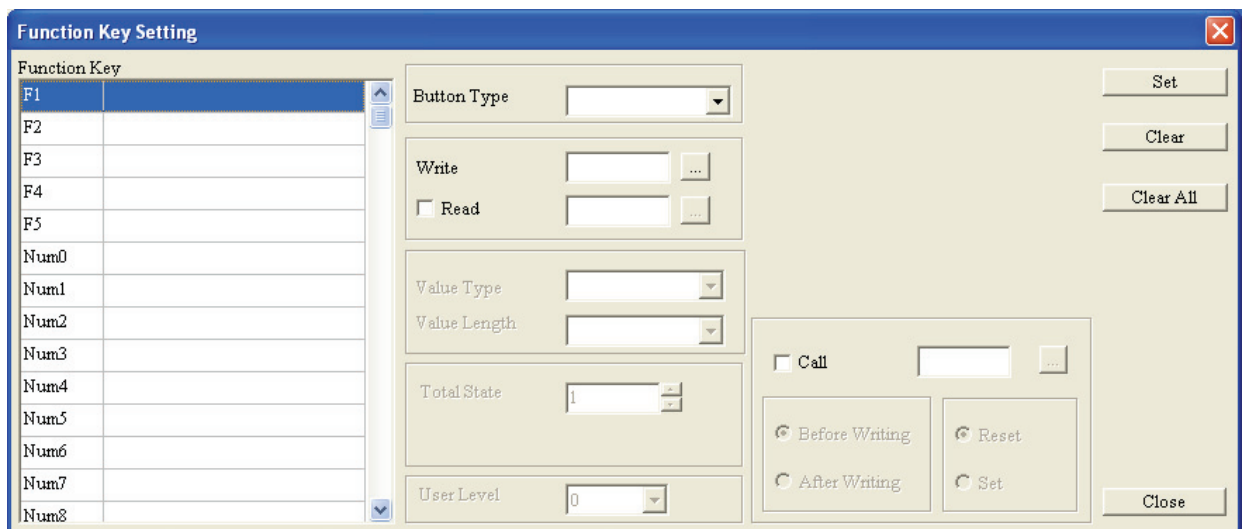 Function Key Setting
Function Key
F1
F2
F3
F4
F5
Num0
Num1
Num2
Num3
Num4
Num5
Num6
Num7
Num8
Button Type
Write
...
Read
...
Value Type
Value Length
Total State
1
User Level
0
Call
...
Before Writing
After Writing
Reset
Set
Set
Clear
Clear All
Close